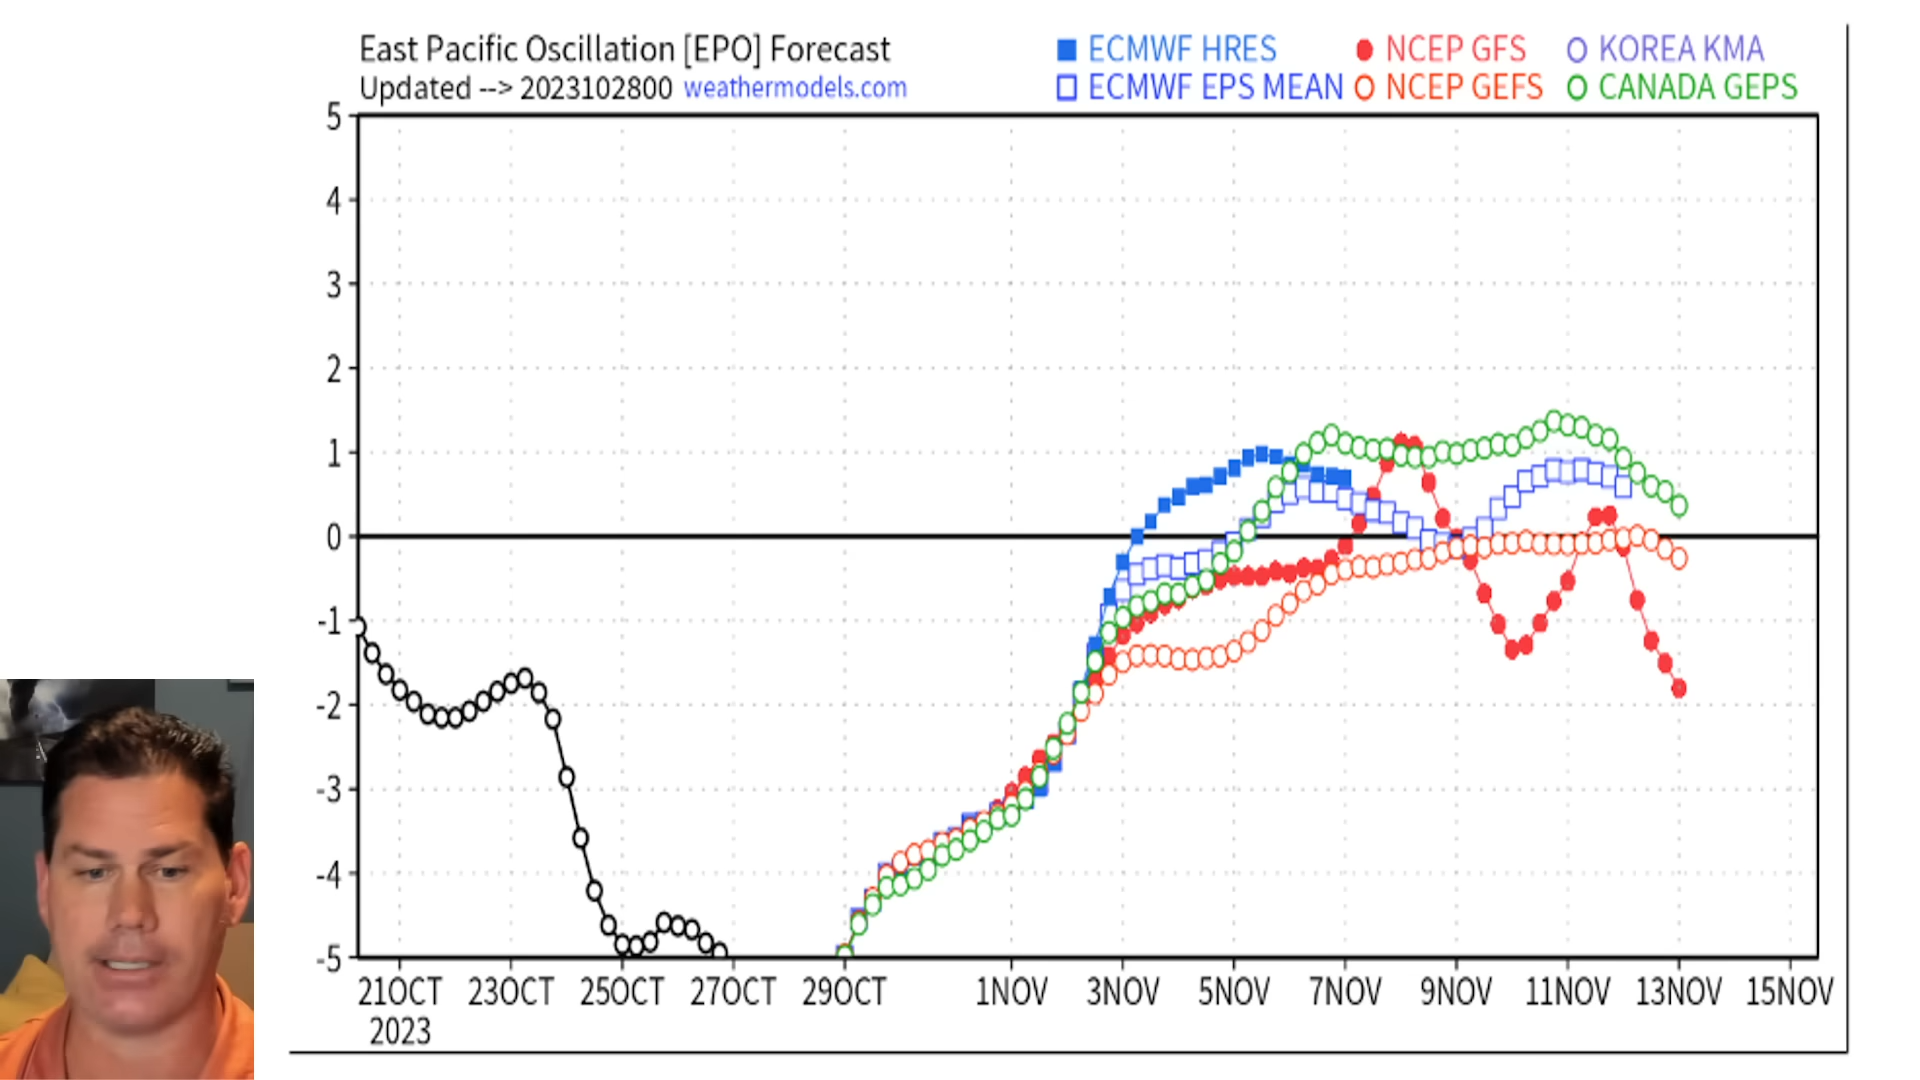 East Pacific Oscillation [EPO] Forecast
Updated --> 2023102800 weathermodels.com
ECMWF HRES NCEP GFS KOREA KMA
ECMWF EPS MEAN NCEP GEFS CANADA GEPS
5
4
3
2
1
0
-1
-2
-3
-4
-5
21OCT 23OCT 25OCT 27OCT 29OCT 1NOV 3NOV 5NOV 7NOV 9NOV 11NOV 13NOV 15NOV
2023